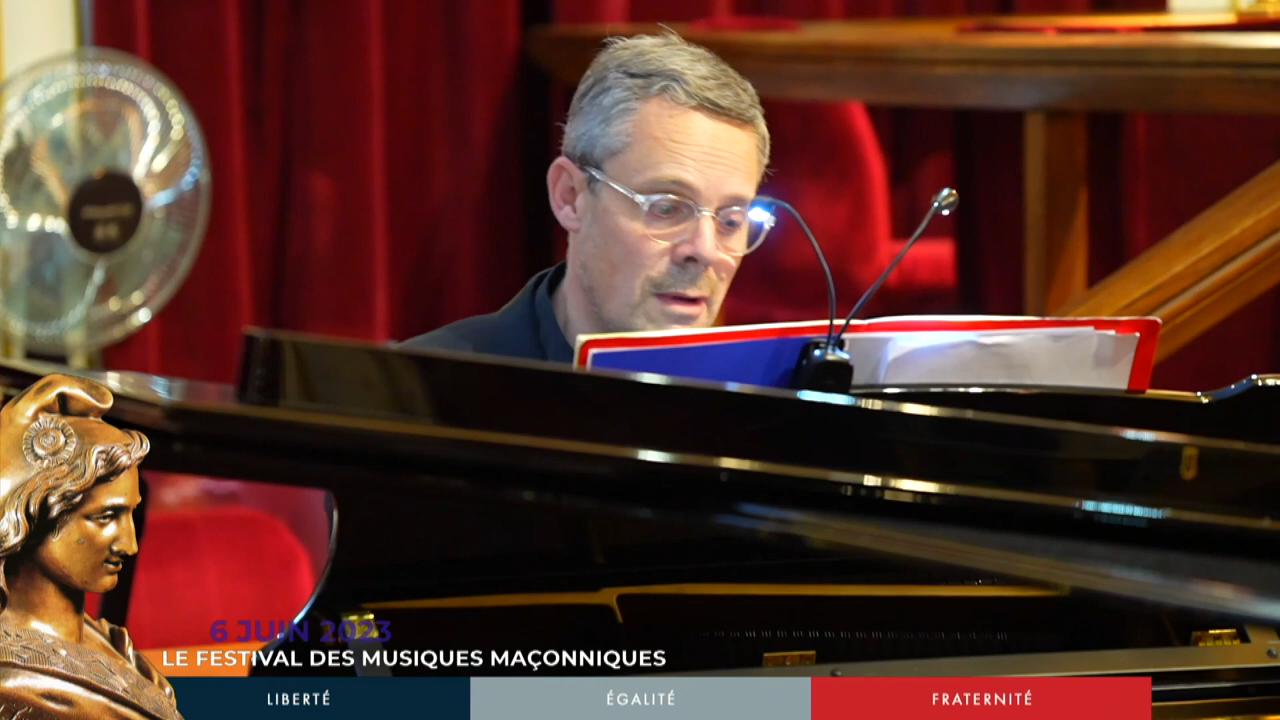 6 JUIN 2023
LE FESTIVAL DES MUSIQUES MAÇONNIQUES
LIBERTÉ ÉGALITÉ FRATERNITÉ